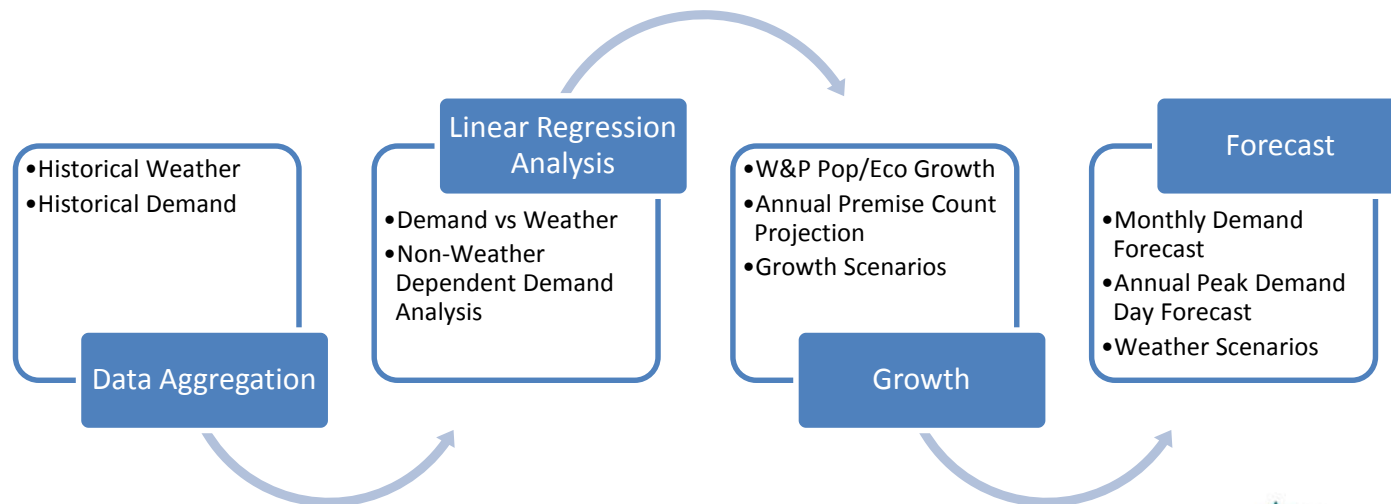 •Historical Weather
•Historical Demand
Data Aggregation
Linear Regression
Analysis
•Demand vs Weather
•Non-Weather
Dependent Demand
Analysis
•W&P Pop/Eco Growth
•Annual Premise Count
Projection
•Growth Scenarios
Growth
Forecast
•Monthly Demand
Forecast
•Annual Peak Demand
Day Forecast
•Weather Scenarios